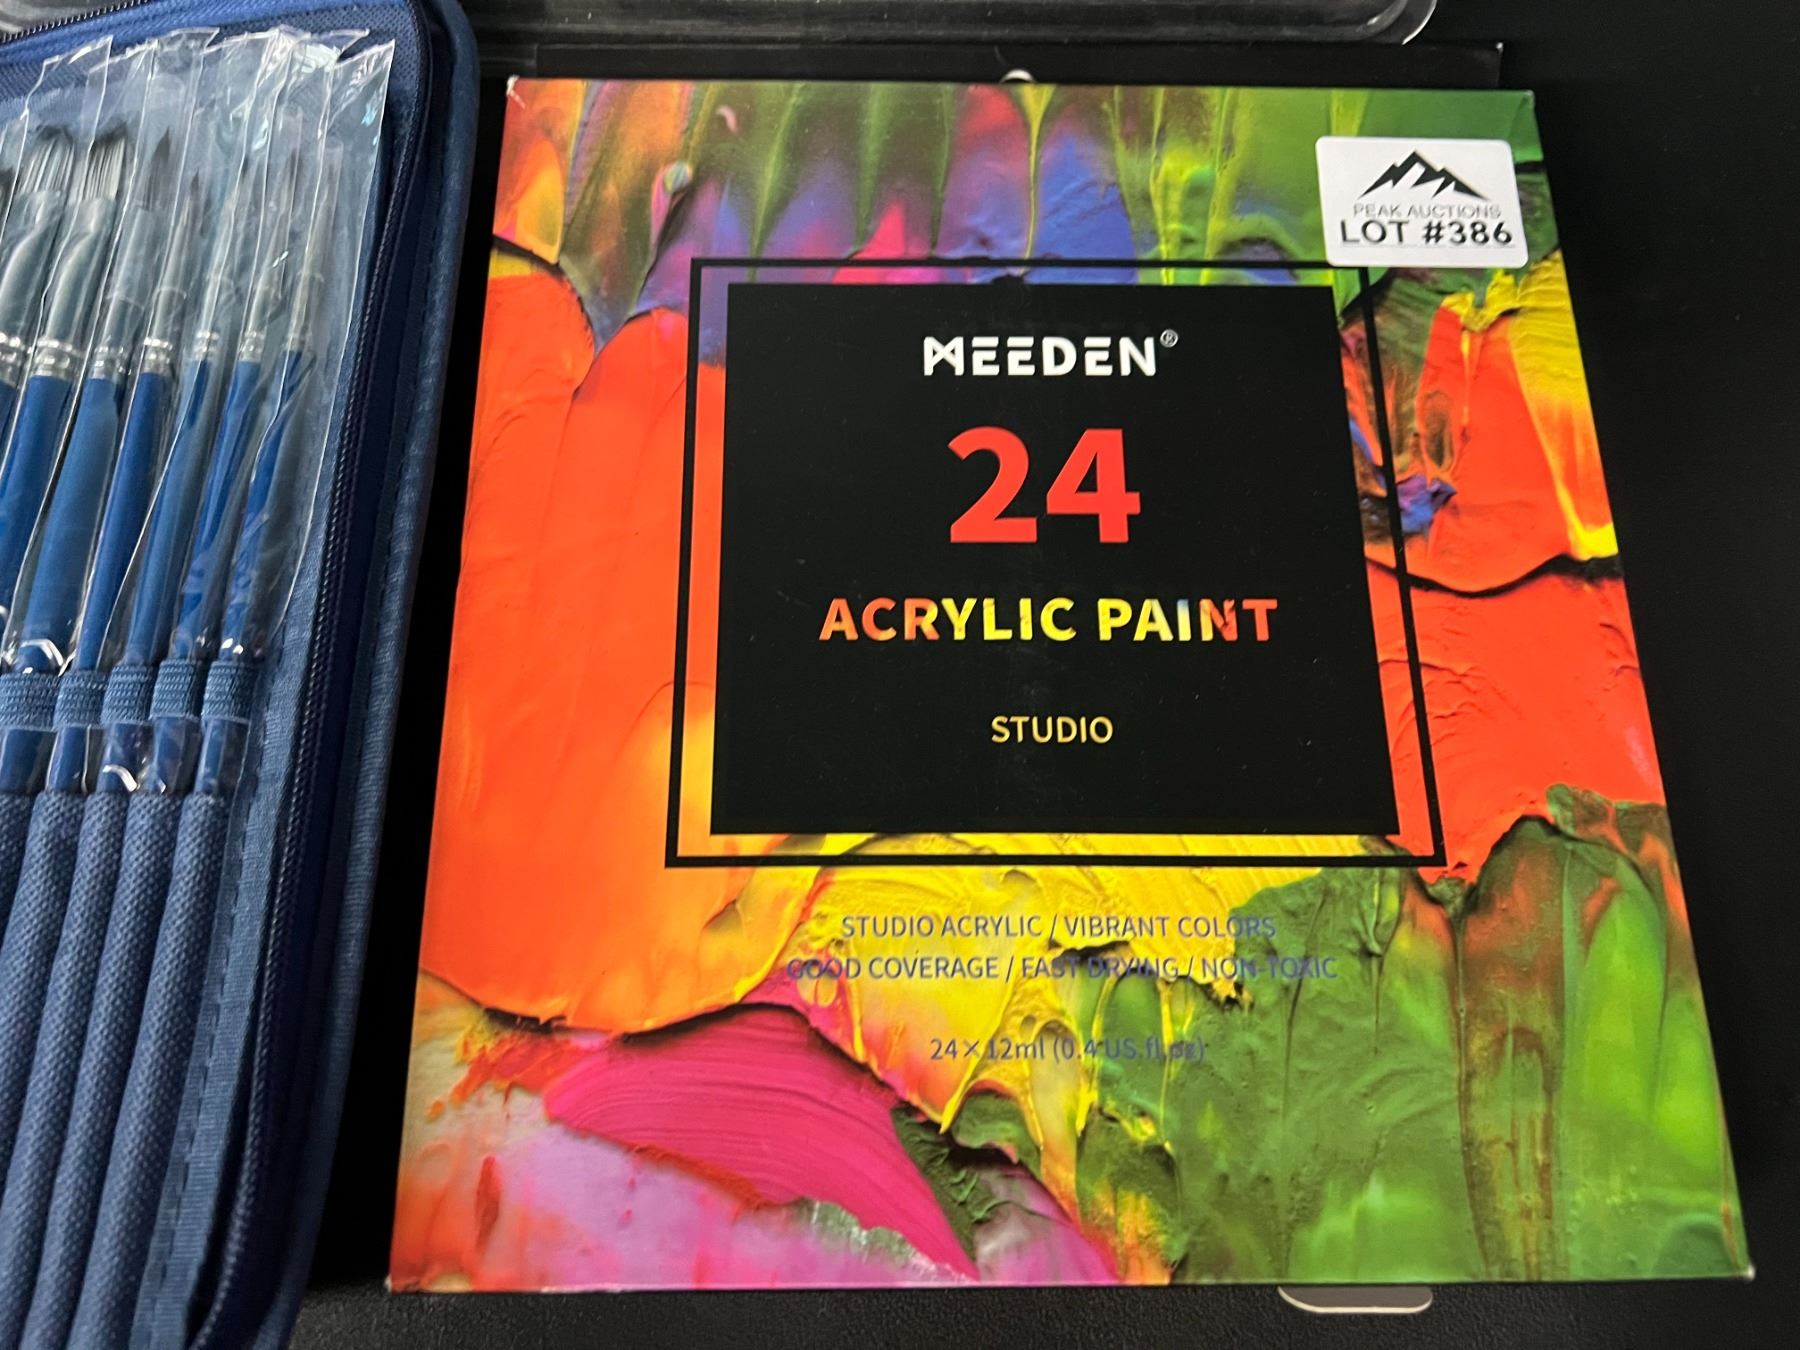 PEAK AUCTIONS
LOT #386
MEEDEN®
24
ACRYLIC PAINT
STUDIO
STUDIO ACRYLIC / VIBRANT COLORS
GOOD COVERAGE / FAST DRYING / NON-TOXIC
24×12ml (0.4 US.fl.oz)